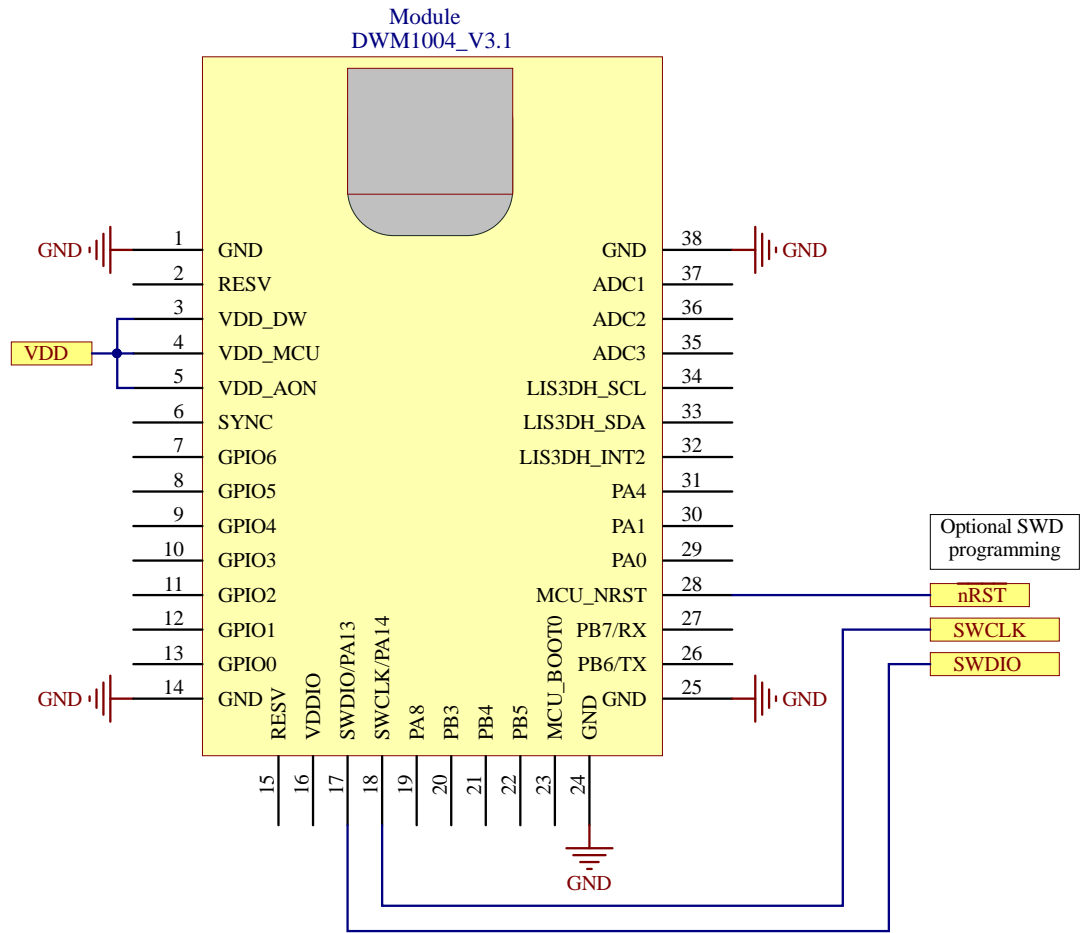 Module
DWM1004_V3.1
GND
1
GND
2
RESV
3
VDD_DW
VDD
4
VDD_MCU
5
VDD_AON
6
SYNC
7
GPIO6
8
GPIO5
9
GPIO4
10
GPIO3
11
GPIO2
12
GPIO1
13
GPIO0
GND
14
GND
15
RESV
16
VDDIO
17
SWDIO/PA13
18
SWCLK/PA14
19
PA8
20
PB3
21
PB4
22
PB5
23
MCU_BOOT0
24
GND
GND
GND
38
GND
ADC1
37
ADC2
36
ADC3
35
LIS3DH_SCL
34
LIS3DH_SDA
33
LIS3DH_INT2
32
PA4
31
PA1
30
PA0
29
MCU_NRST
28
PB7/RX
27
PB6/TX
26
GND
25
GND
Optional SWD
programming
nRST
SWCLK
SWDIO